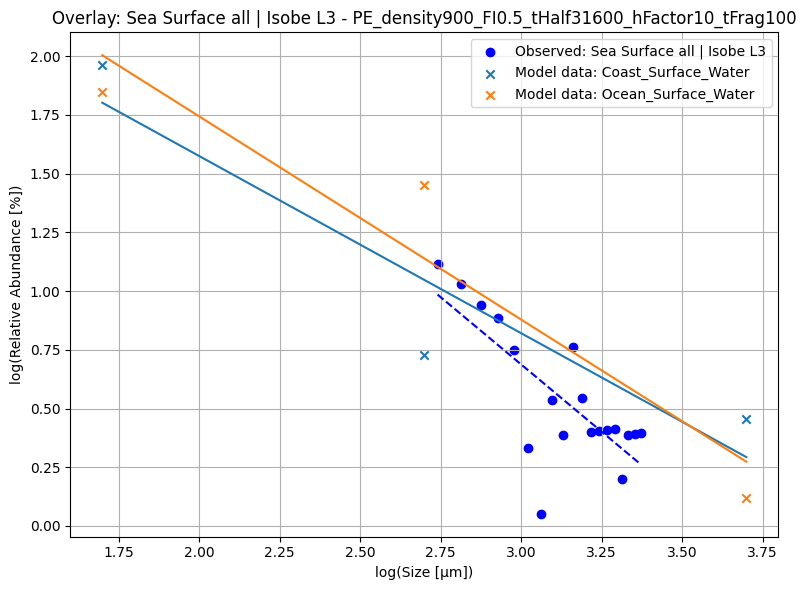 Overlay: Sea Surface all | Isobe L3 - PE_density900_FI0.5_tHalf31600_hFactor10_tFrag100
Observed: Sea Surface all | Isobe L3
Model data: Coast_Surface_Water
Model data: Ocean_Surface_Water
log(Relative Abundance [%])
2.00
1.75
1.50
1.25
1.00
0.75
0.50
0.25
0.00
1.75 2.00 2.25 2.50 2.75 3.00 3.25 3.50 3.75
log(Size [μm])